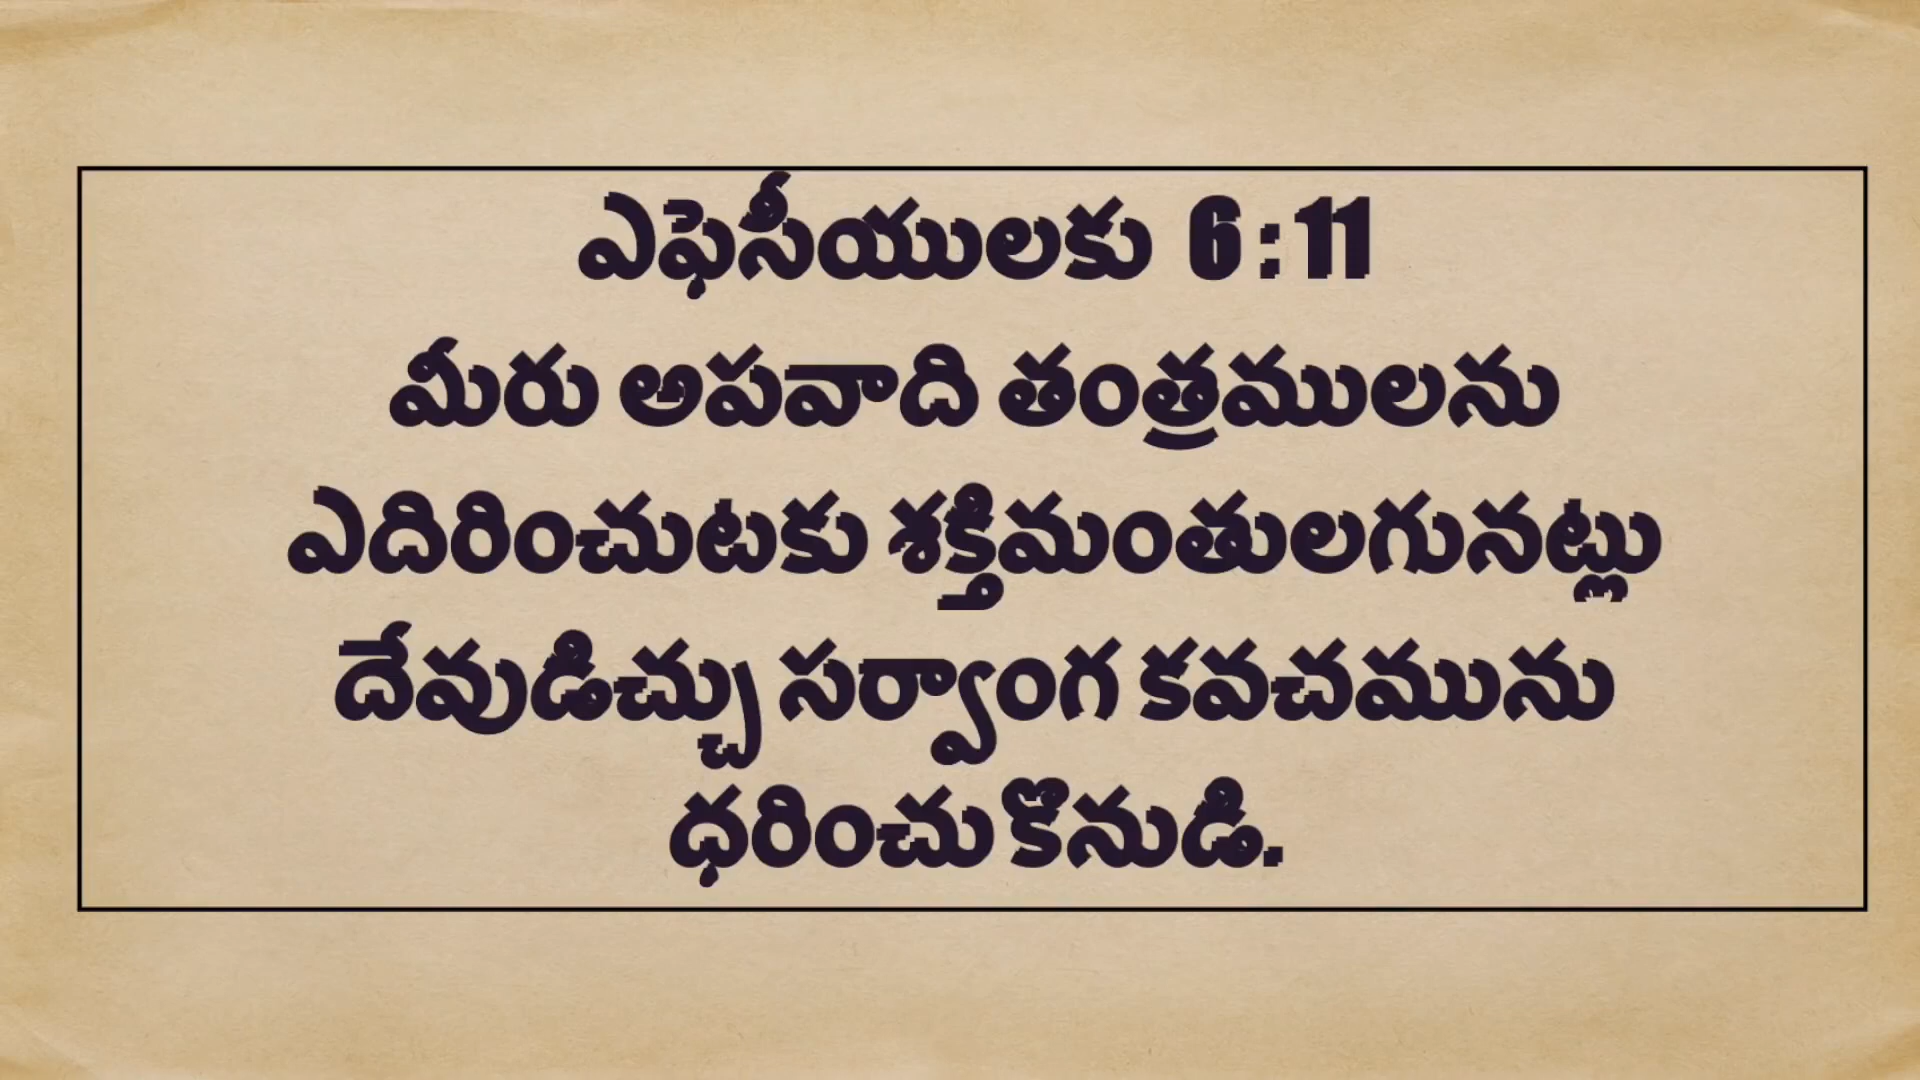 ఎఫెసీయులకు 6 : 11
మీరు అపవాది తంత్రములను
ఎదిరించుటకు శక్తిమంతులగునట్లు
దేవుడిచ్చు సర్వాంగ కవచమును
ధరించుకొనుడి.